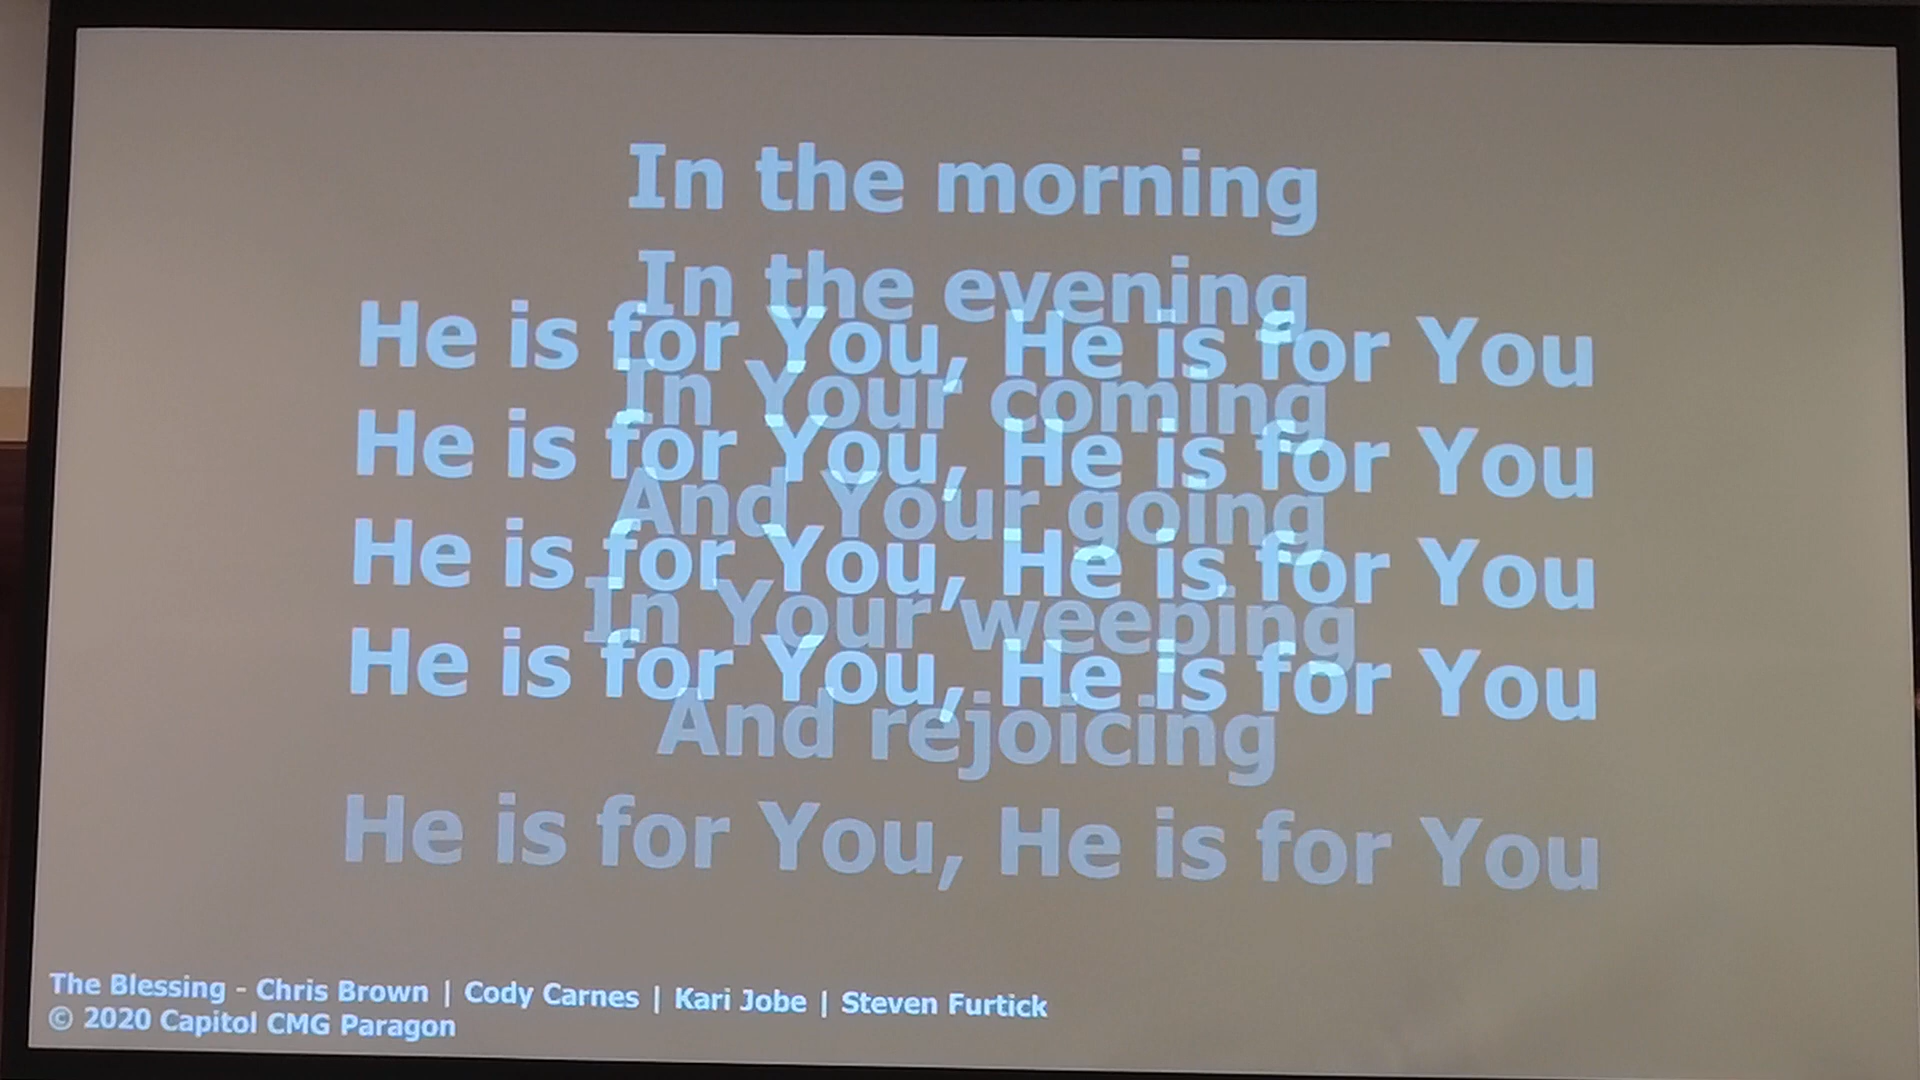 In the morning
In the evening
He is for You, He is for You
In Your coming
He is for You, He is for You
And Your going
He is for You, He is for You
In Your weeping
He is for You, He is for You
And rejoicing
He is for You, He is for You
The Blessing - Chris Brown | Cody Carnes | Kari Jobe | Steven Furtick
© 2020 Capitol CMG Paragon